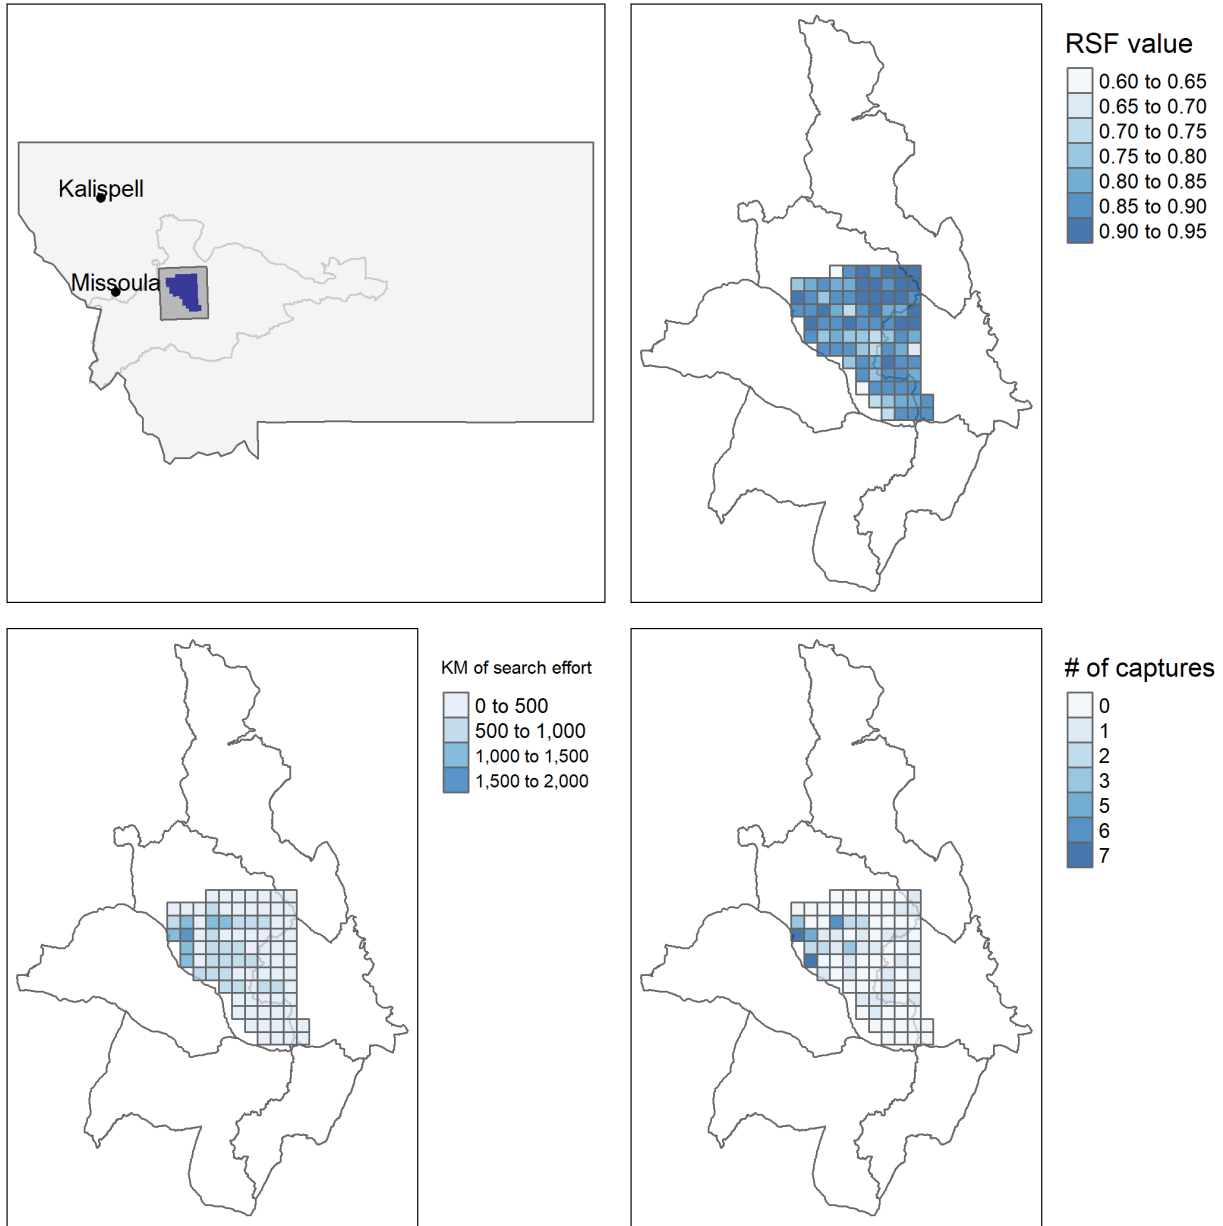 Kalispell
Missoula
RSF value
0.60 to 0.65
0.65 to 0.70
0.70 to 0.75
0.75 to 0.80
0.80 to 0.85
0.85 to 0.90
0.90 to 0.95
KM of search effort
0 to 500
500 to 1,000
1,000 to 1,500
1,500 to 2,000
# of captures
0
1
2
3
5
6
7